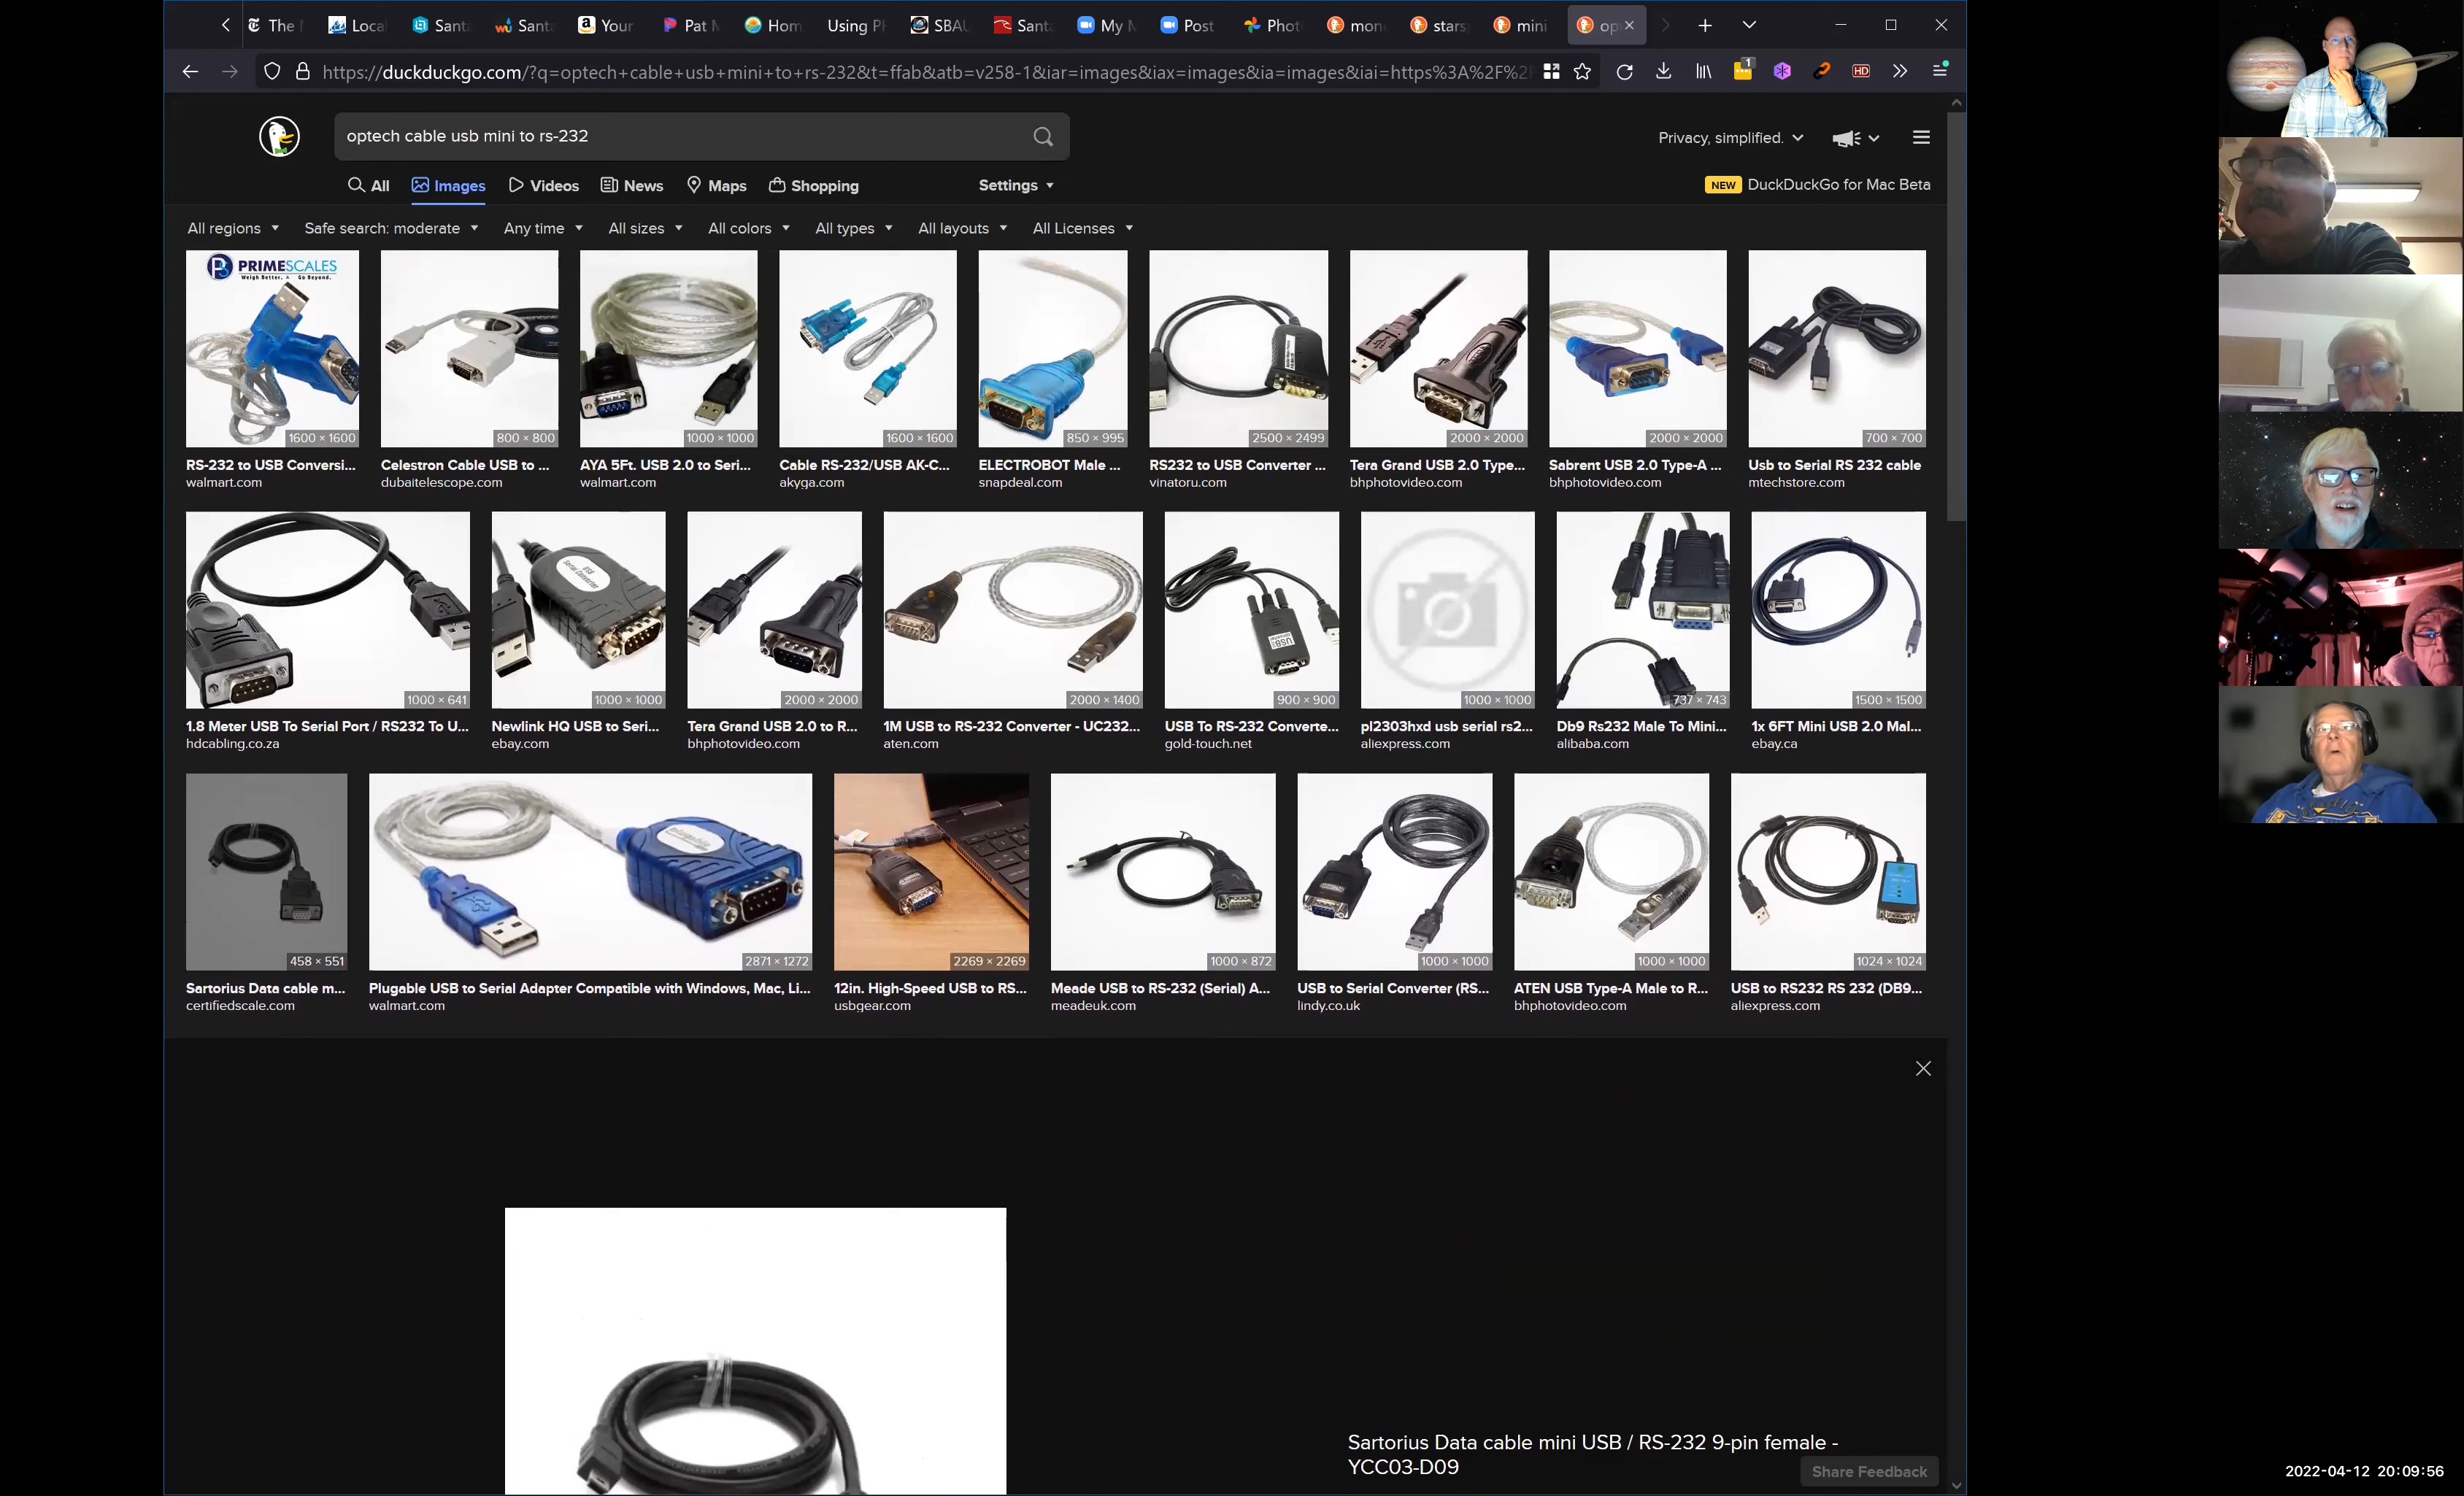 The
Loca
Santa
Santa
Your
Pat
Hom
Using P
SBAU
Santa
My
Post
Phot
mon
stars
mini
op
https://duckduckgo.com/?q=optech+cable+usb+mini+to+rs-232&t=ffab&atb=v258-1&iar=images&iax=images&ia=images&iai=https%3A%2F%2F
1
HD
optech cable usb mini to rs-232
Privacy, simplified.
All
Images
Videos
News
Maps
Shopping
Settings
NEW DuckDuckGo for Mac Beta
All regions
Safe search: moderate
Any time
All sizes
All colors
All types
All layouts
All Licenses
PRIMESCALES
Weigh Better. Go Beyond.
1600 × 1600
800 × 800
1000 × 1000
1600 × 1600
850 × 995
2500 × 2499
2000 × 2000
2000 × 2000
700 × 700
RS-232 to USB Conversi...
walmart.com
Celestron Cable USB to ...
dubaitelescope.com
AYA 5Ft. USB 2.0 to Seri...
walmart.com
Cable RS-232/USB AK-C...
akyga.com
ELECTROBOT Male ...
snapdeal.com
RS232 to USB Converter ...
vinatoru.com
Tera Grand USB 2.0 Type...
bhphotovideo.com
Sabrent USB 2.0 Type-A ...
bhphotovideo.com
Usb to Serial RS 232 cable
mtechstore.com
1000 × 641
1000 × 1000
2000 × 2000
2000 × 1400
900 × 900
1000 × 1000
737 × 743
1500 × 1500
1.8 Meter USB To Serial Port / RS232 To U...
hdcabling.co.za
Newlink HQ USB to Seri...
ebay.com
Tera Grand USB 2.0 to R...
bhphotovideo.com
1M USB to RS-232 Converter - UC232...
aten.com
USB To RS-232 Converte...
gold-touch.net
pl2303hxd usb serial rs2...
aliexpress.com
Db9 Rs232 Male To Mini...
alibaba.com
1x 6FT Mini USB 2.0 Mal...
ebay.ca
458 × 551
2871 × 1272
2269 × 2269
1000 × 872
1000 × 1000
1000 × 1000
1024 × 1024
Sartorius Data cable m...
certifiedscale.com
Plugable USB to Serial Adapter Compatible with Windows, Mac, Li...
walmart.com
12in. High-Speed USB to RS...
usbgear.com
Meade USB to RS-232 (Serial) A...
meadeuk.com
USB to Serial Converter (RS...
lindy.co.uk
ATEN USB Type-A Male to R...
bhphotovideo.com
USB to RS232 RS 232 (DB9...
aliexpress.com
Sartorius Data cable mini USB / RS-232 9-pin female -
YCC03-D09
Share Feedback
2022-04-12 20:09:56